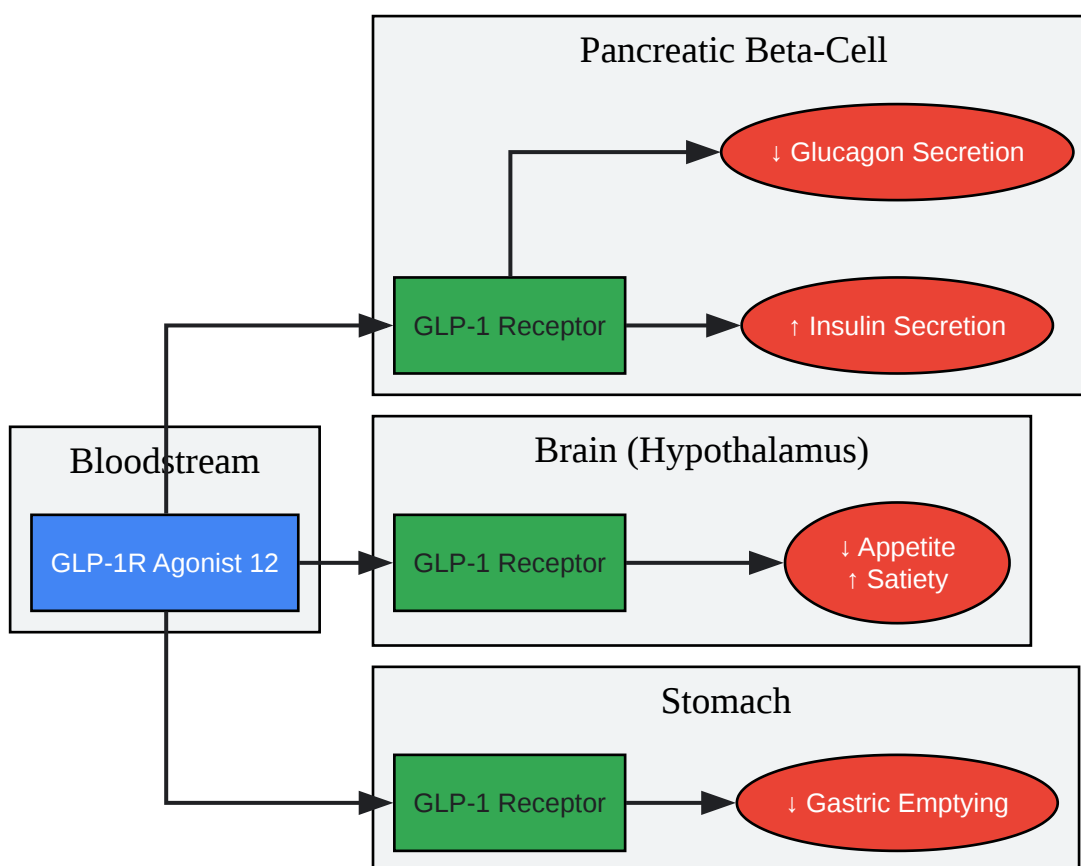 Pancreatic Beta-Cell
↓ Glucagon Secretion
GLP-1 Receptor
↑ Insulin Secretion
Bloodstream
GLP-1R Agonist 12
Brain (Hypothalamus)
GLP-1 Receptor
↓ Appetite
↑ Satiety
Stomach
GLP-1 Receptor
↓ Gastric Emptying